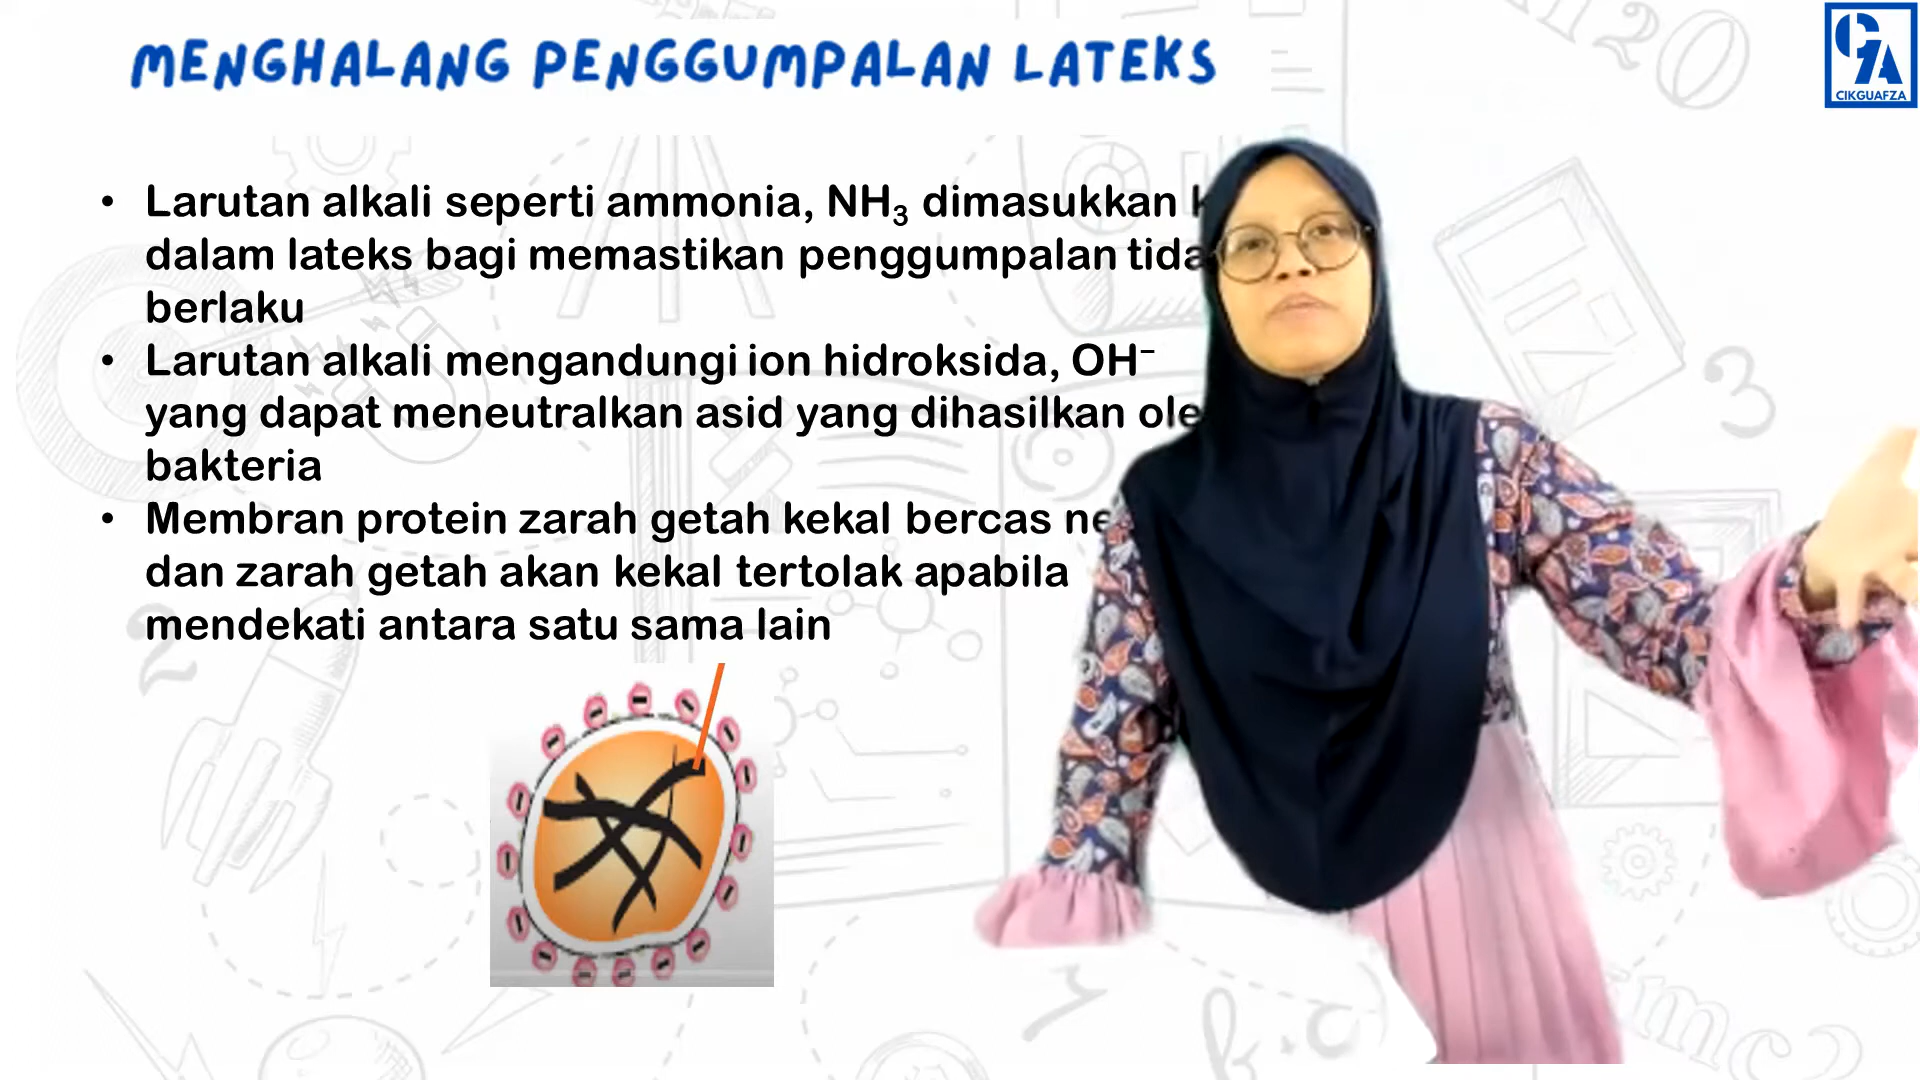 MENGHALANG PENGGUMPALAN LATEKS
CIKGUAFZA
• Larutan alkali seperti ammonia, NH₃ dimasukkan
dalam lateks bagi memastikan penggumpalan
berlaku
• Larutan alkali mengandungi ion hidroksida, OH⁻
yang dapat meneutralkan asid yang dihasilkan
bakteria
• Membran protein zarah getah kekal bercas
dan zarah getah akan kekal tertolak apabila
mendekati antara satu sama lain